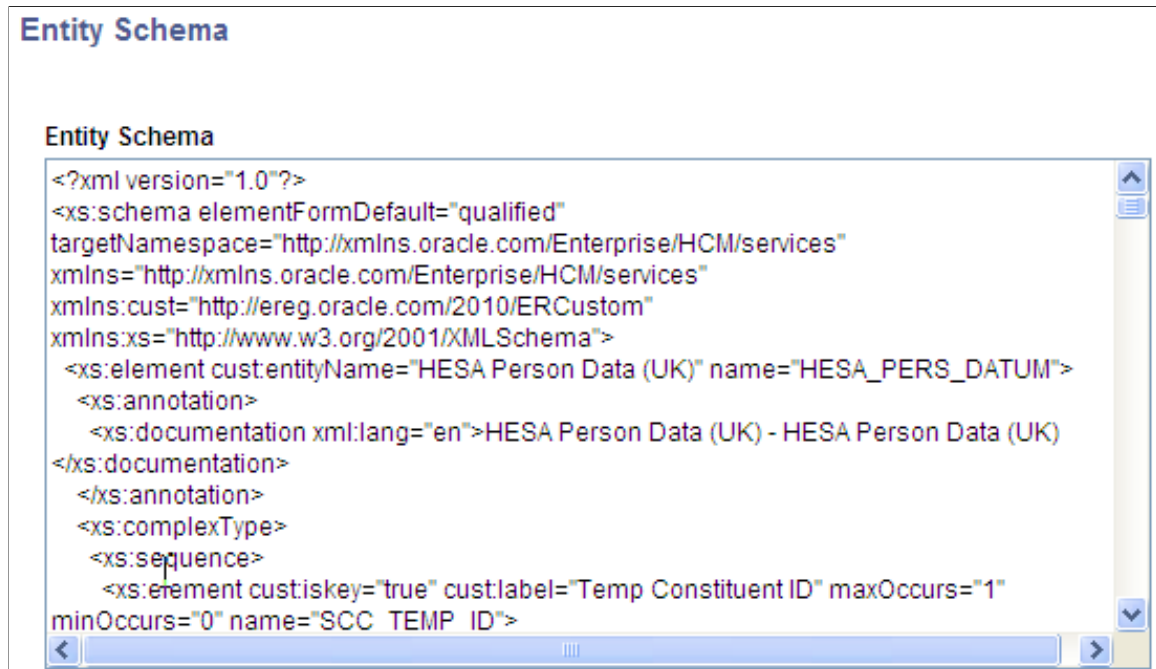 Entity Schema
Entity Schema
<?xml version="1.0"?>
<xs:schema elementFormDefault="qualified"
targetNamespace="http://xmlns.oracle.com/Enterprise/HCM/services"
xmlns="http://xmlns.oracle.com/Enterprise/HCM/services"
xmlns:cust="http://ereg.oracle.com/2010/ERCustom"
xmlns:xs="http://www.w3.org/2001/XMLSchema">
<xs:element cust:entityName="HESA Person Data (UK)" name="HESA_PERS_DATUM">
<xs:annotation>
<xs:documentation xml:lang="en">HESA Person Data (UK) - HESA Person Data (UK)
</xs:documentation>
</xs:annotation>
<xs:complexType>
<xs:sequence>
<xs:element cust:iskey="true" cust:label="Temp Constituent ID" maxOccurs="1"
minOccurs="0" name="SCC_TEMP_ID">